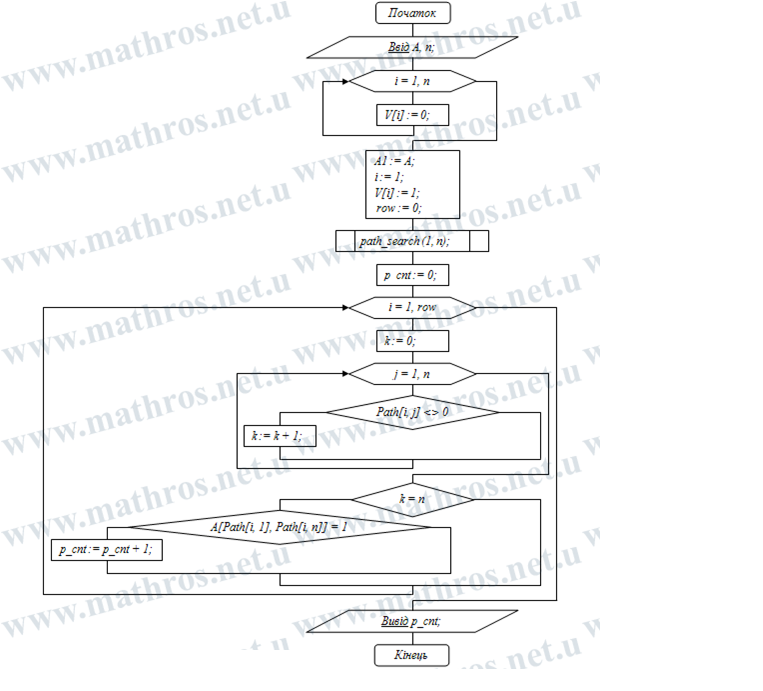 Початок
Ввід A, n;
i = 1, n
V[i] := 0;
A1 := A;
i := 1;
V[i] := 1;
row := 0;
path_search (1, n);
p_cnt := 0;
i = 1, row
k := 0;
j = 1, n
Path[i, j] <> 0
k := k + 1;
k = n
A[Path[i, 1], Path[i, n]] = 1
p_cnt := p_cnt + 1;
Вивід p_cnt;
Кінець
www.mathros.net.u